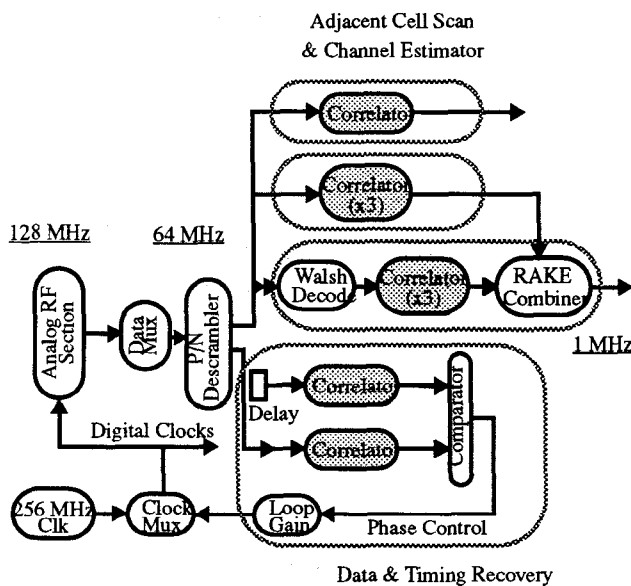 Adjacent Cell Scan
& Channel Estimator
Correlato
Correlator
(x3)
128 MHz
64 MHz
Analog RF
Section
Data
Mux
P/N
Descrambler
Walsh
Decode
Correlator
(x3)
RAKE
Combiner
1 MHz
Delay
Correlato
Correlato
Comparator
Digital Clocks
256 MHz
Clk
Clock
Mux
Loop
Gain
Phase Control
Data & Timing Recovery